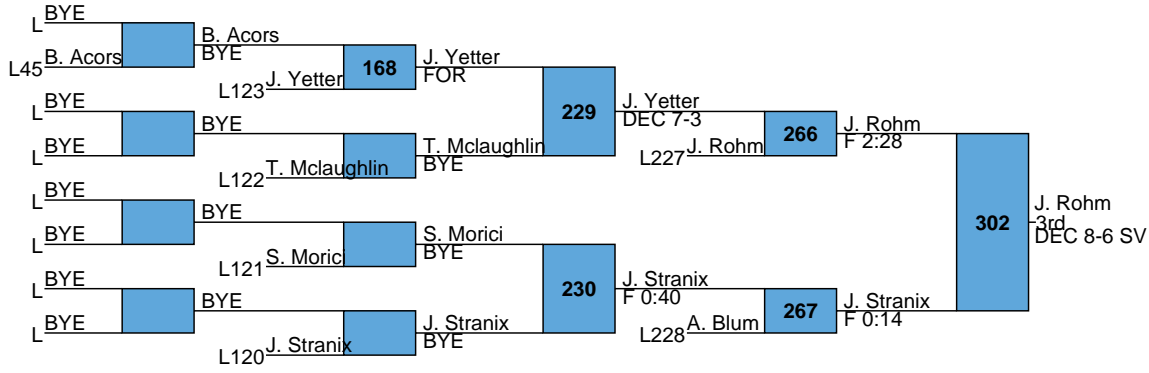 BYE
L
B. Acors
L45
B. Acors
BYE
168
J. Yetter
L123
J. Yetter
FOR
BYE
L
BYE
L
BYE
T. Mclaughlin
L122
T. Mclaughlin
BYE
229
J. Yetter
DEC 7-3
J. Rohm
L227
266
J. Rohm
F 2:28
BYE
L
BYE
L
BYE
S. Morici
L121
S. Morici
BYE
BYE
L
BYE
L
BYE
J. Stranix
L120
J. Stranix
BYE
230
J. Stranix
F 0:40
A. Blum
L228
267
J. Stranix
F 0:14
302
J. Rohm
3rd
DEC 8-6 SV